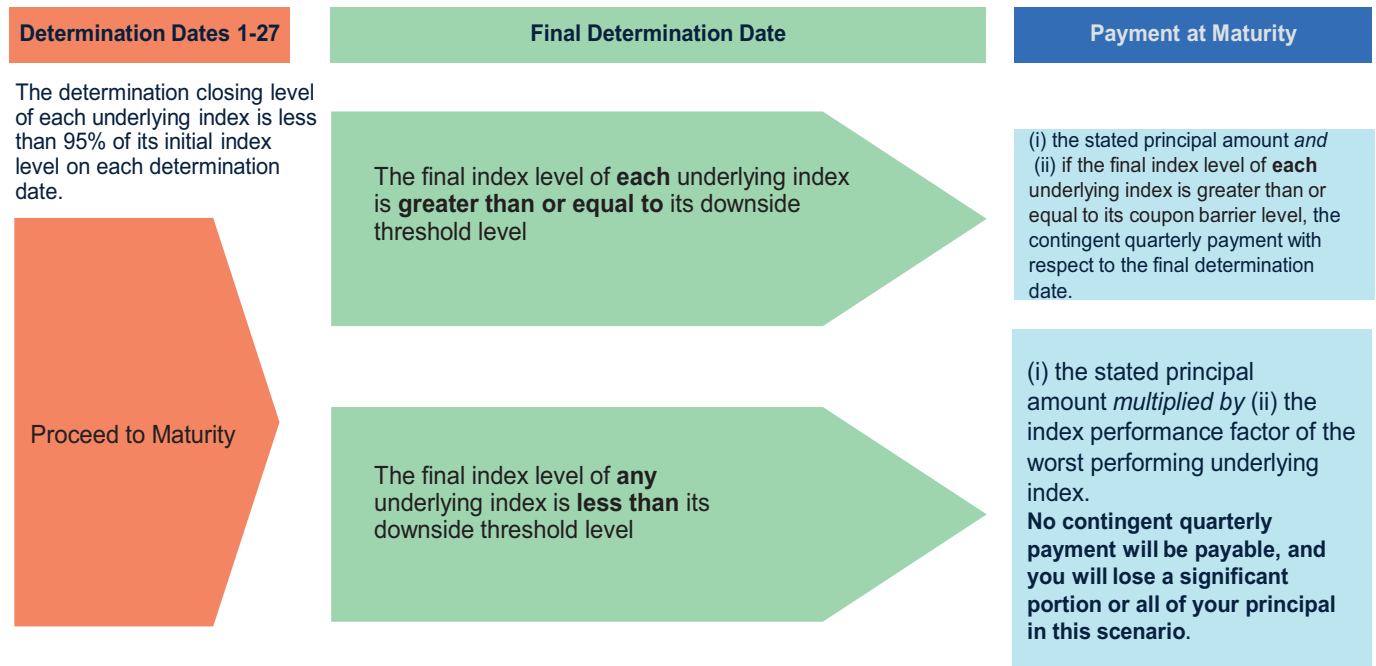 Determination Dates 1-27
Final Determination Date
Payment at Maturity
The determination closing level
of each underlying index is less
than 95% of its initial index
level on each determination
date.
Proceed to Maturity
The final index level of each underlying index
is greater than or equal to its downside
threshold level
(i) the stated principal amount and
(ii) if the final index level of each
underlying index is greater than or
equal to its coupon barrier level, the
contingent quarterly payment with
respect to the final determination
date.
The final index level of any
underlying index is less than its
downside threshold level
(i) the stated principal
amount multiplied by (ii) the
index performance factor of the
worst performing underlying
index.
No contingent quarterly
payment will be payable, and
you will lose a significant
portion or all of your principal
in this scenario.